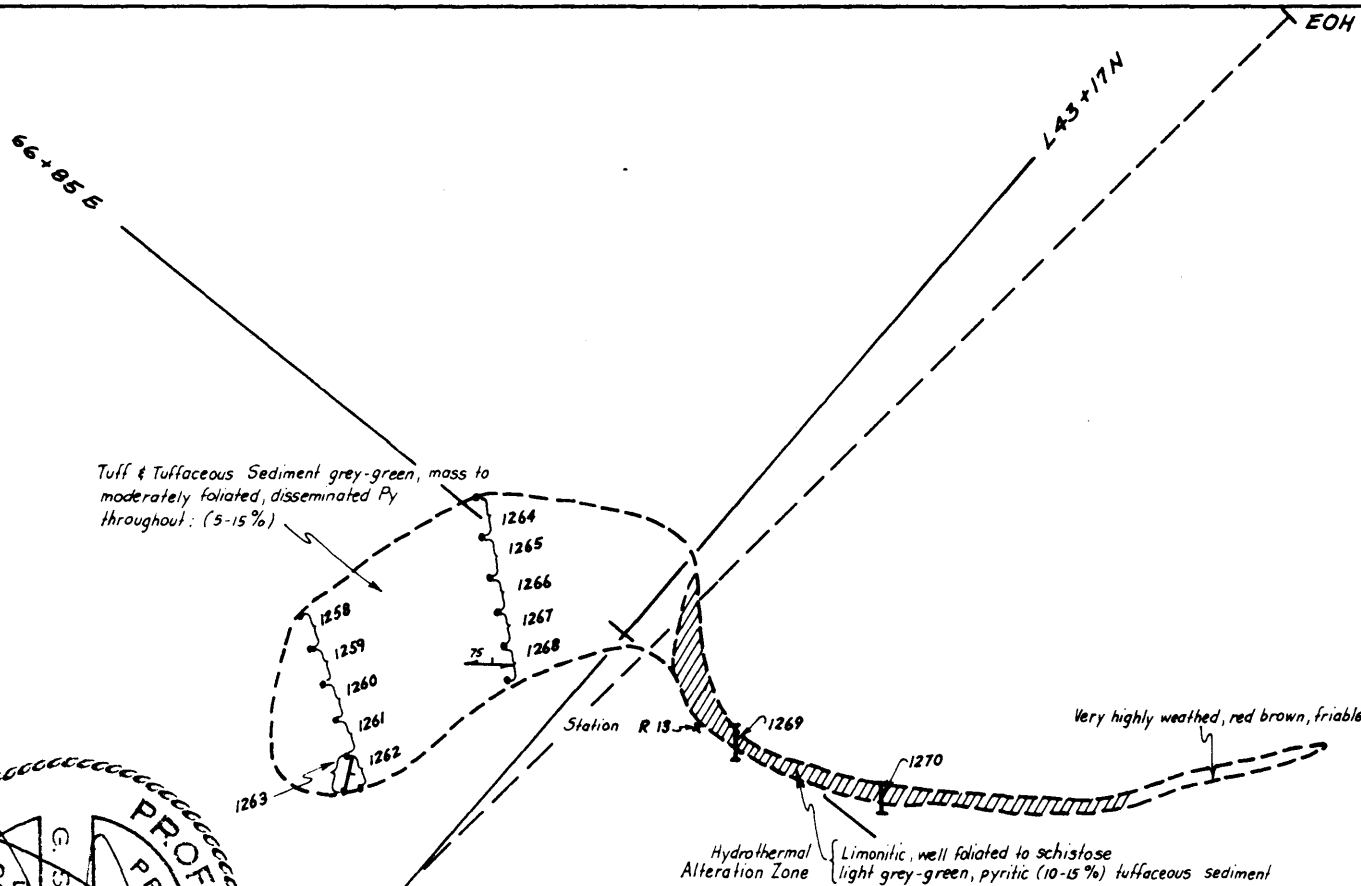 EOH
L43+17N
66+85 E
Tuff & Tuffaceous Sediment grey-green, mass to
moderately foliated, disseminated Py
throughout: (5-15%)
1264
1265
1266
1267
1268
1258
1259
1260
1261
1262
1263
75
Station R 13
1269
1270
Very highly weathed, red brown, friable
Hydrothermal
Alteration Zone
Limonitic, well foliated to schistose
light grey-green, pyritic (10-15%) tuffaceous sediment
PROF
G.